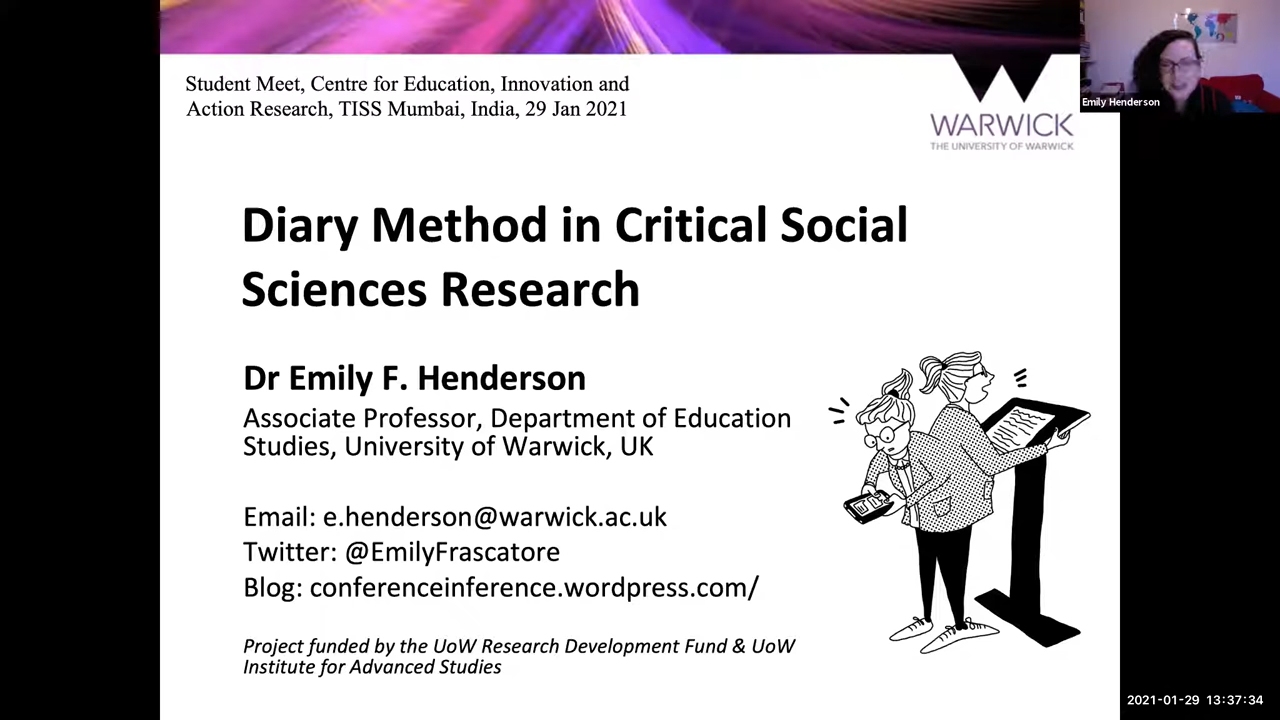 Student Meet, Centre for Education, Innovation and
Action Research, TISS Mumbai, India, 29 Jan 2021
WARWICK
THE UNIVERSITY OF WARWICK
Emily Henderson
Diary Method in Critical Social
Sciences Research
Dr Emily F. Henderson
Associate Professor, Department of Education
Studies, University of Warwick, UK
Email: e.henderson@warwick.ac.uk
Twitter: @EmilyFrascatore
Blog: conferenceinference.wordpress.com/
Project funded by the UoW Research Development Fund & UoW
Institute for Advanced Studies
2021-01-29 13:37:34